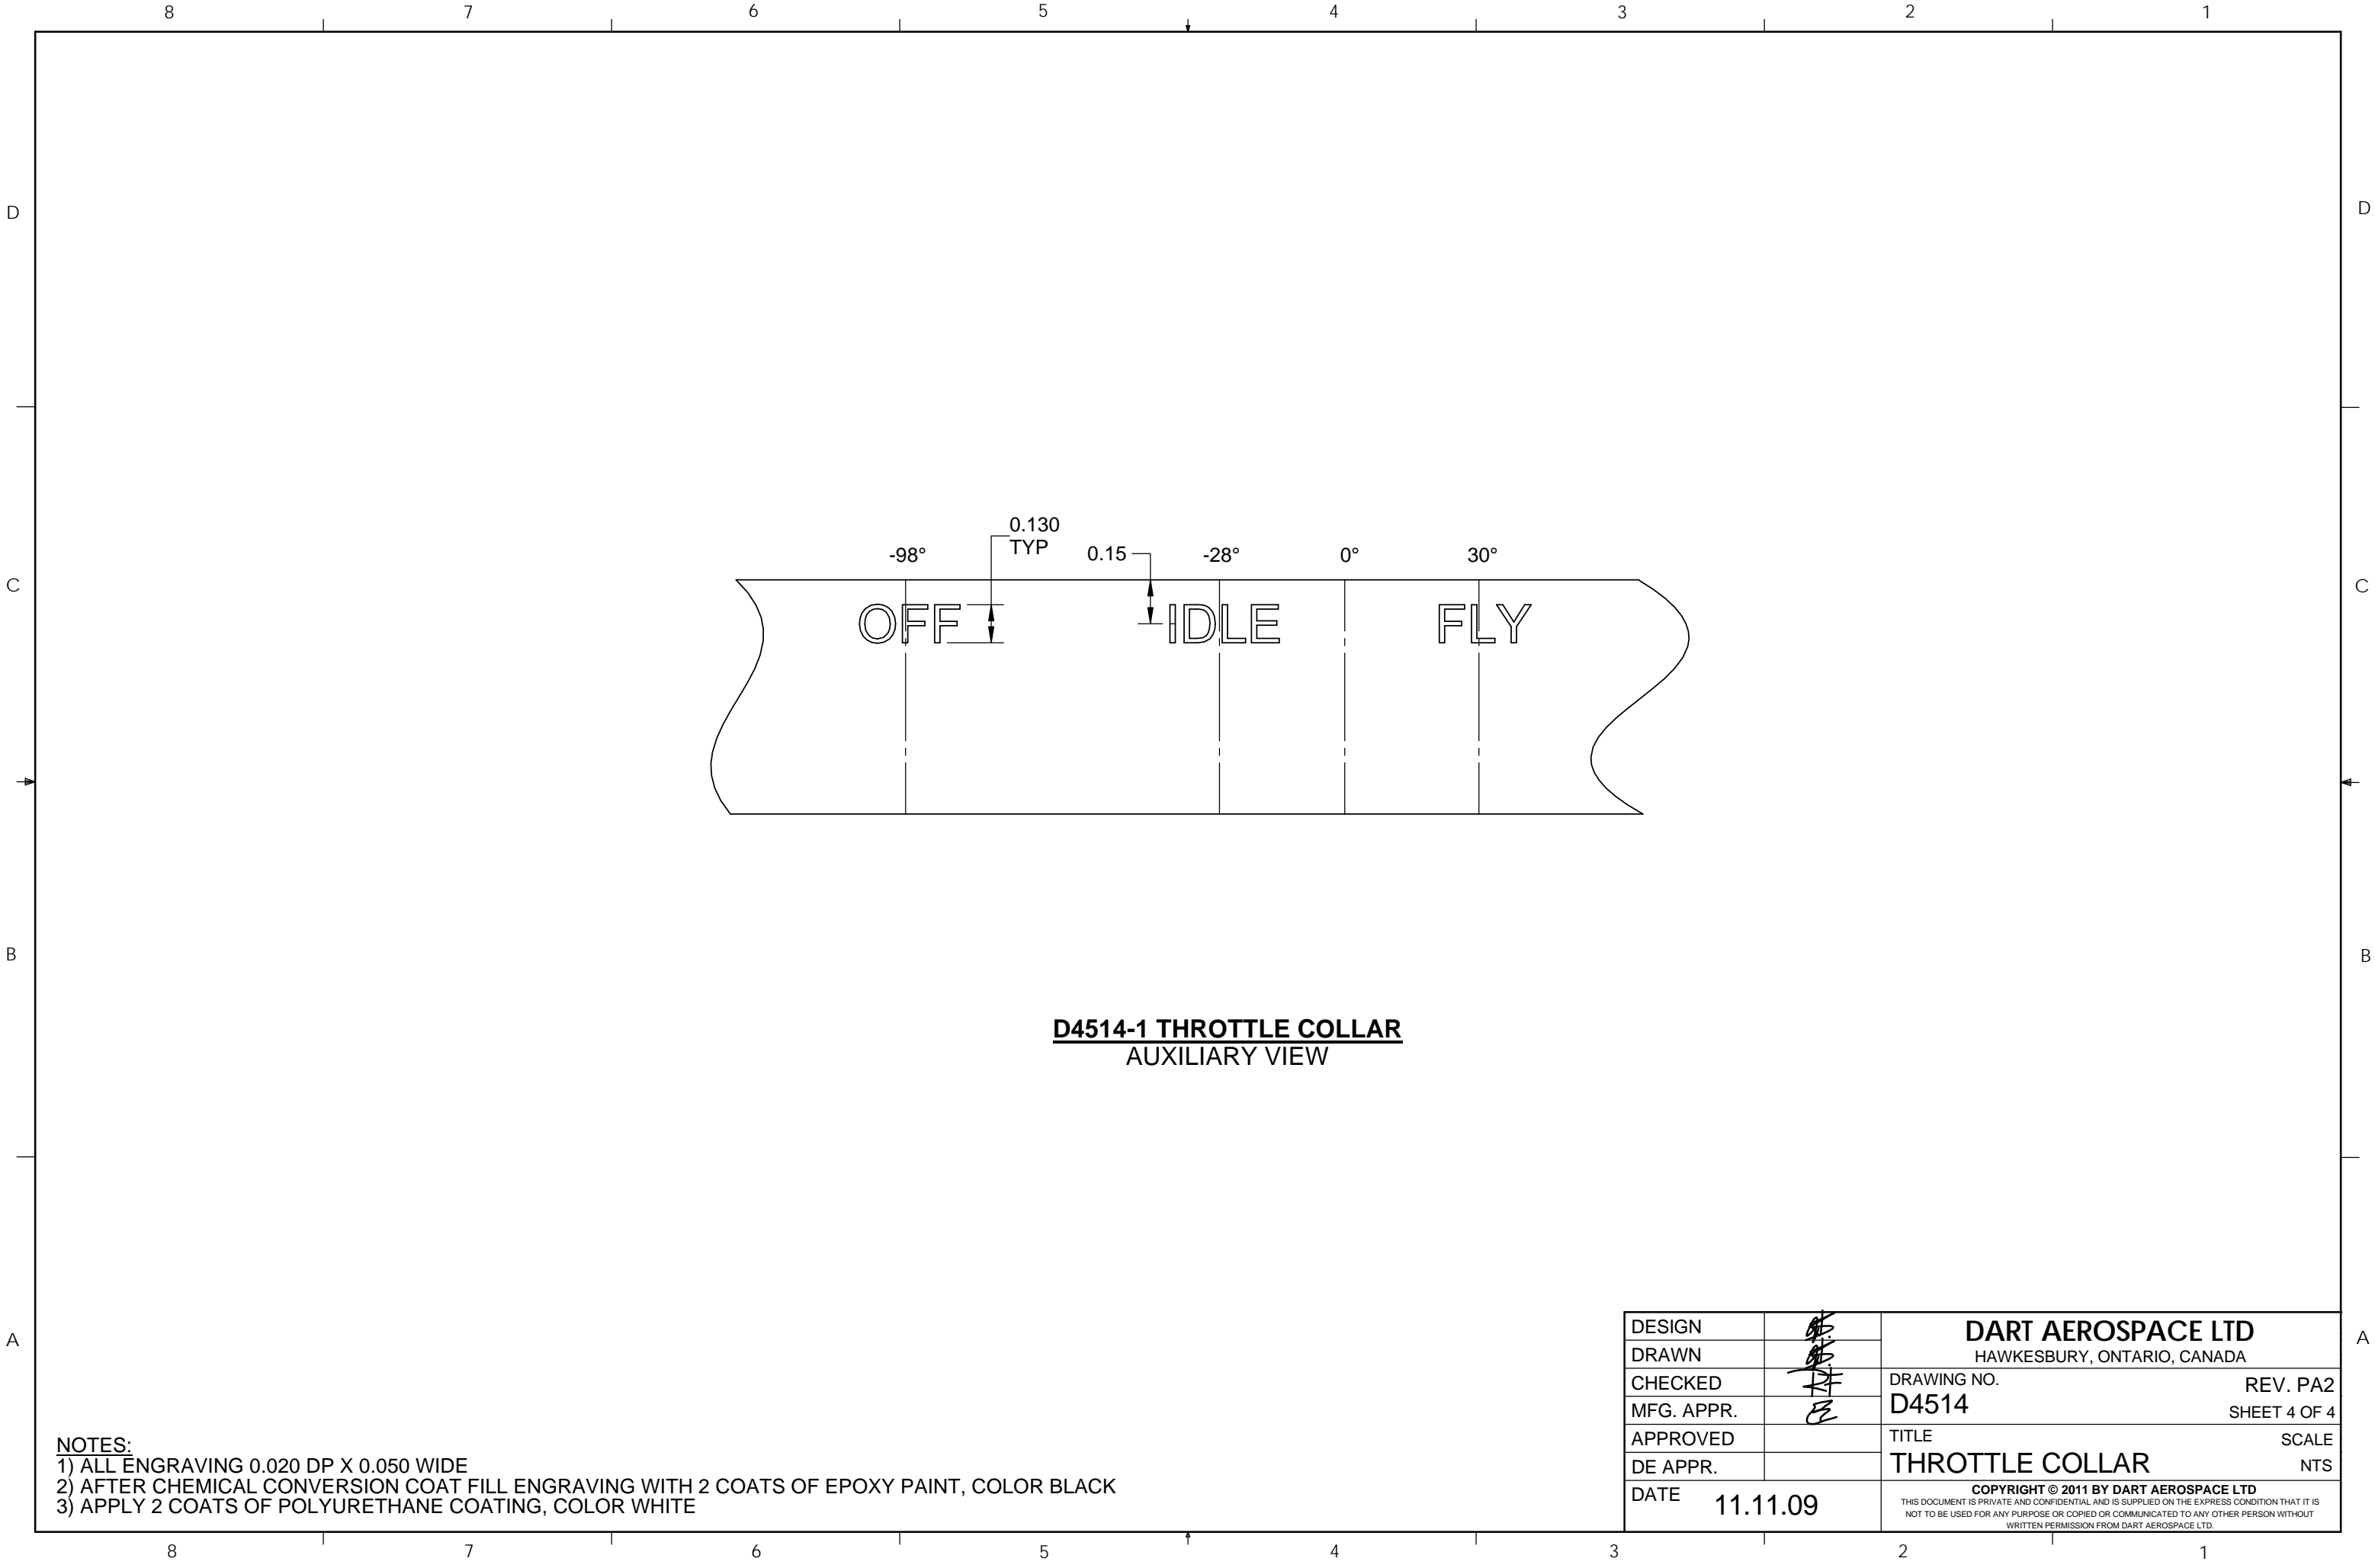 8 7 6 5 4 3 2 1
D D
0.130
TYP
0.15
-98° -28° 0° 30°
C C
OFF IDLE FLY
B B
D4514-1 THROTTLE COLLAR
AUXILIARY VIEW
A A
NOTES:
1) ALL ENGRAVING 0.020 DP X 0.050 WIDE
2) AFTER CHEMICAL CONVERSION COAT FILL ENGRAVING WITH 2 COATS OF EPOXY PAINT, COLOR BLACK
3) APPLY 2 COATS OF POLYURETHANE COATING, COLOR WHITE
DESIGN
DRAWN
CHECKED
MFG. APPR.
APPROVED
DE APPR.
DATE 11.11.09
DART AEROSPACE LTD
HAWKESBURY, ONTARIO, CANADA
DRAWING NO. REV. PA2
D4514 SHEET 4 OF 4
TITLE SCALE
THROTTLE COLLAR NTS
COPYRIGHT © 2011 BY DART AEROSPACE LTD
THIS DOCUMENT IS PRIVATE AND CONFIDENTIAL AND IS SUPPLIED ON THE EXPRESS CONDITION THAT IT IS
NOT TO BE USED FOR ANY PURPOSE OR COPIED OR COMMUNICATED TO ANY OTHER PERSON WITHOUT
WRITTEN PERMISSION FROM DART AEROSPACE LTD.
8 7 6 5 4 3 2 1